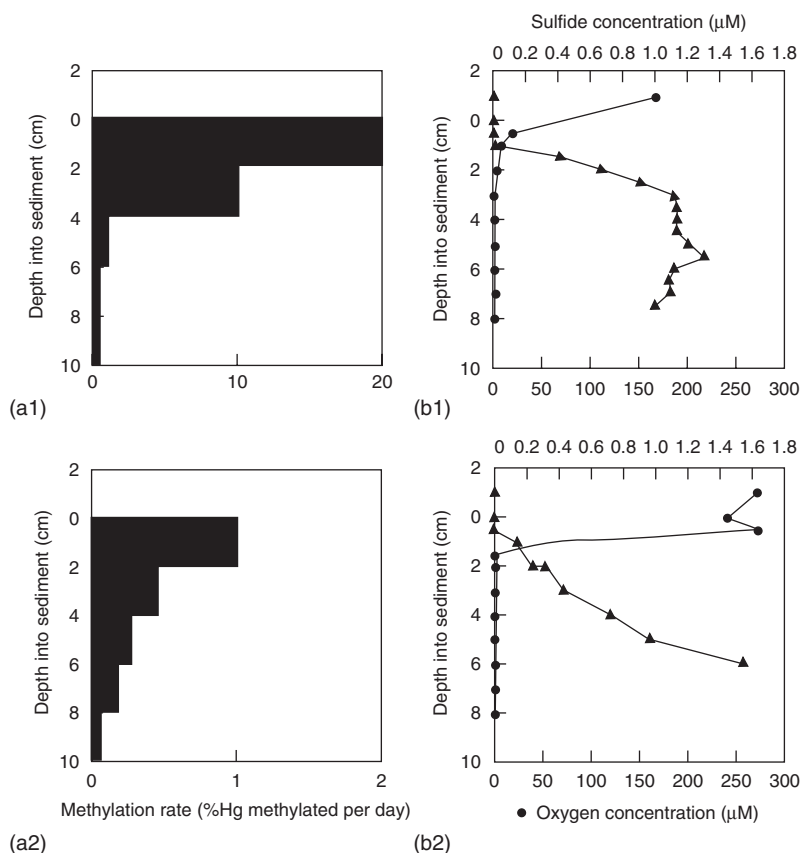 Sulfide concentration (μM)
0 0.2 0.4 0.6 0.8 1.0 1.2 1.4 1.6 1.8
2
0
2
4
6
8
10
Depth into sediment (cm)
0 10 20
(a1)
2
0
2
4
6
8
10
Depth into sediment (cm)
0 50 100 150 200 250 300
(b1)
2
0
2
4
6
8
10
Depth into sediment (cm)
0 1 2
Methylation rate (%Hg methylated per day)
(a2)
0 0.2 0.4 0.6 0.8 1.0 1.2 1.4 1.6 1.8
2
0
2
4
6
8
10
Depth into sediment (cm)
0 50 100 150 200 250 300
Oxygen concentration (μM)
(b2)